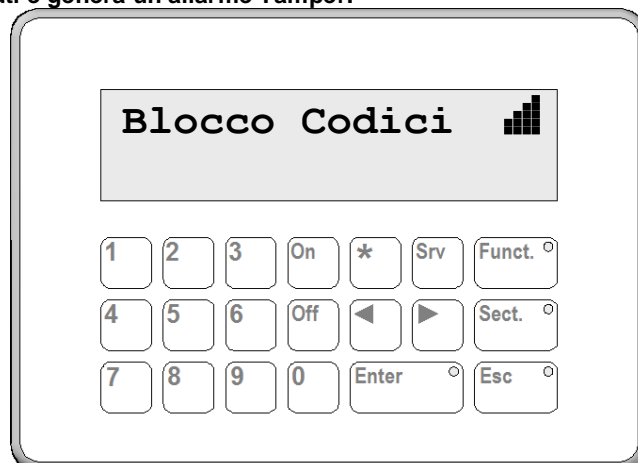 Blocco Codici
1 2 3 On * Srv Funct.
4 5 6 Off ◀ ▶ Sect.
7 8 9 0 Enter Esc